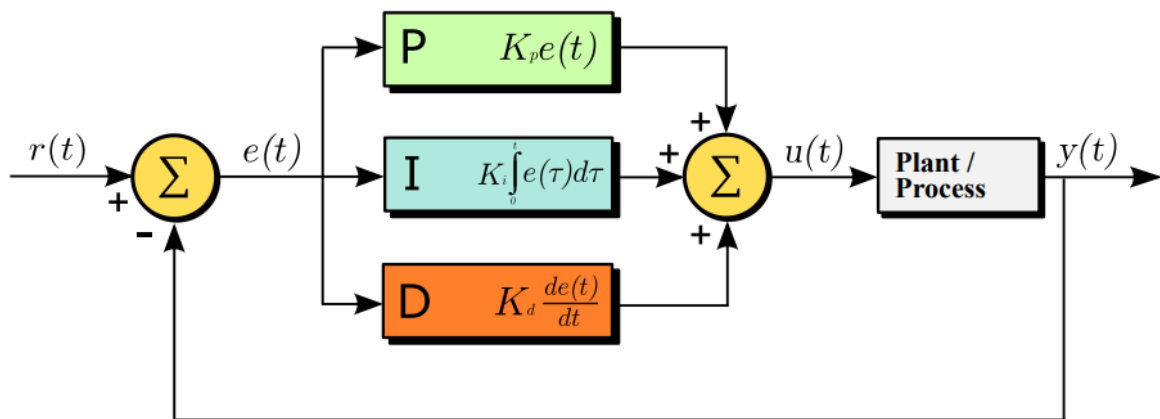 P K_p e(t)
r(t)
+
-
Σ
e(t)
I K_i ∫_0^t e(τ)dτ
+
+
+
Σ
u(t)
Plant /
Process
y(t)
D K_d de(t)/dt